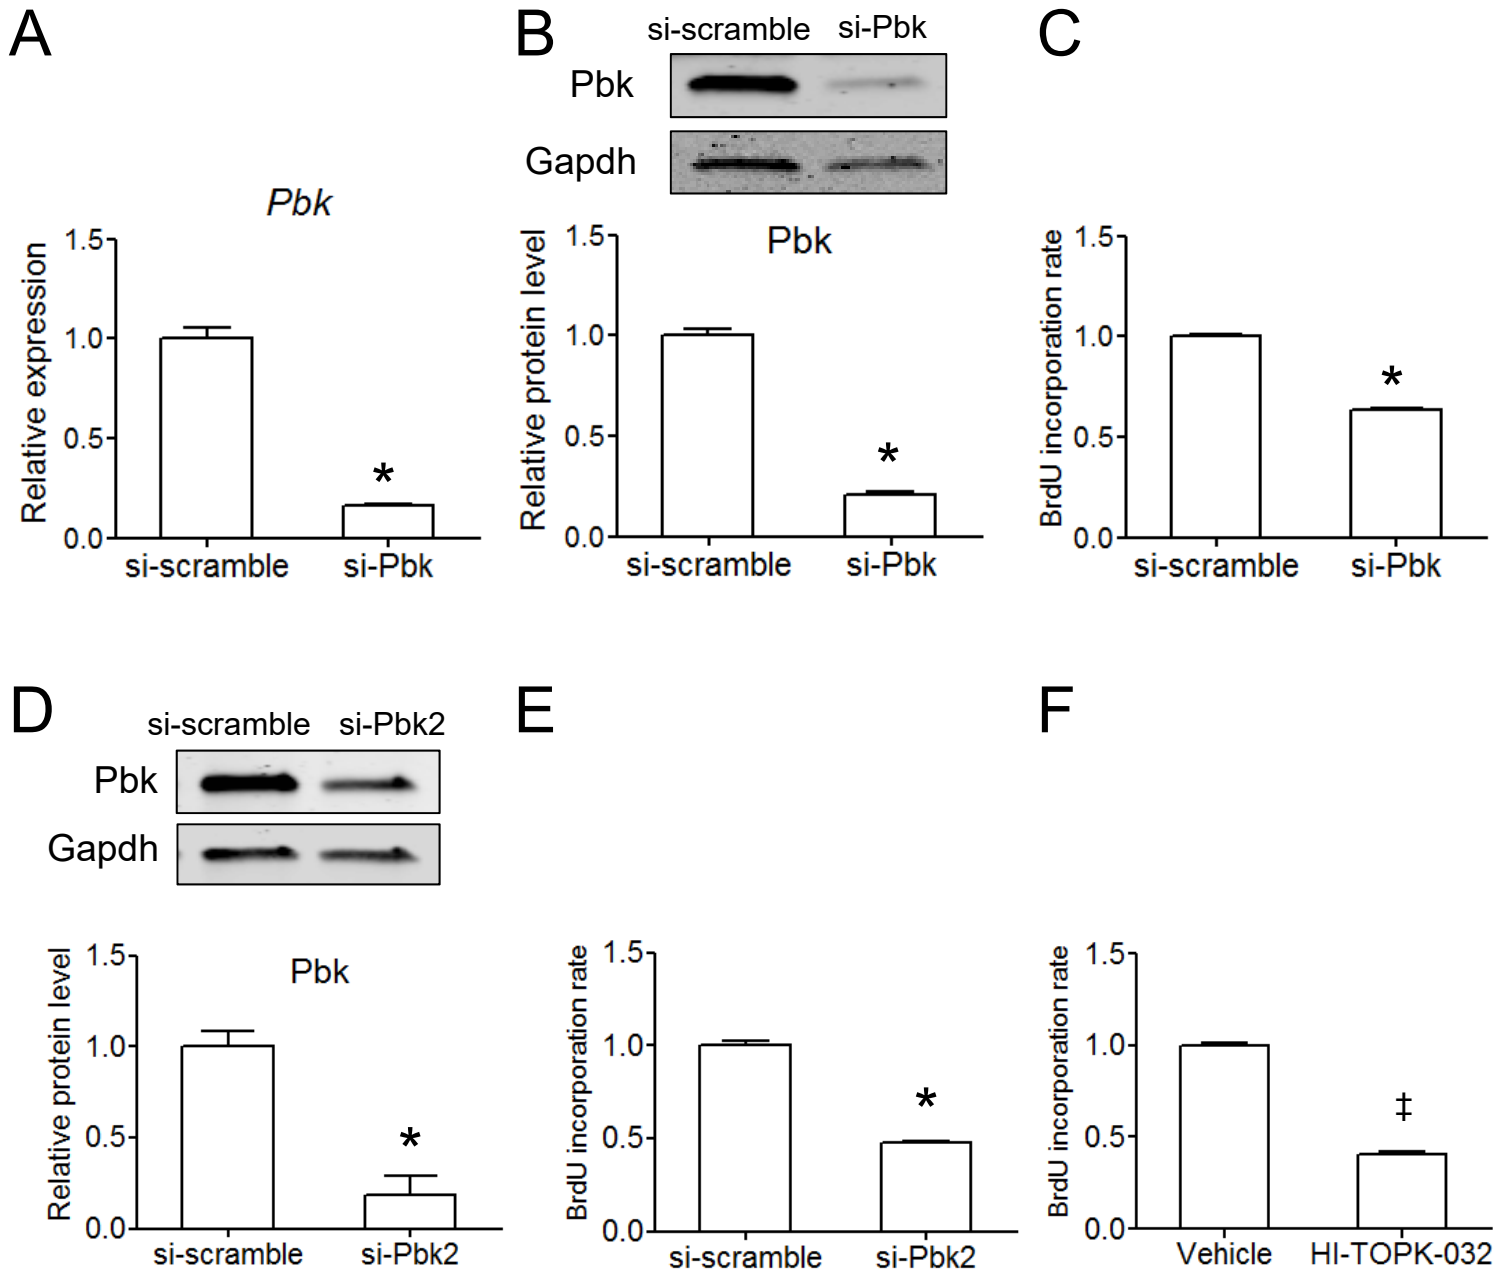 A
Pbk
Relative expression
1.5
1.0
0.5
0.0
si-scramble si-Pbk
B
si-scramble si-Pbk
Pbk
Gapdh
Pbk
Relative protein level
1.5
1.0
0.5
0.0
*
si-scramble si-Pbk
C
BrdU incorporation rate
1.5
1.0
0.5
0.0
*
si-scramble si-Pbk
D
si-scramble si-Pbk2
Pbk
Gapdh
Pbk
Relative protein level
1.5
1.0
0.5
0.0
*
si-scramble si-Pbk2
E
BrdU incorporation rate
1.5
1.0
0.5
0.0
*
si-scramble si-Pbk2
F
BrdU incorporation rate
1.5
1.0
0.5
0.0
‡
Vehicle HI-TOPK-032